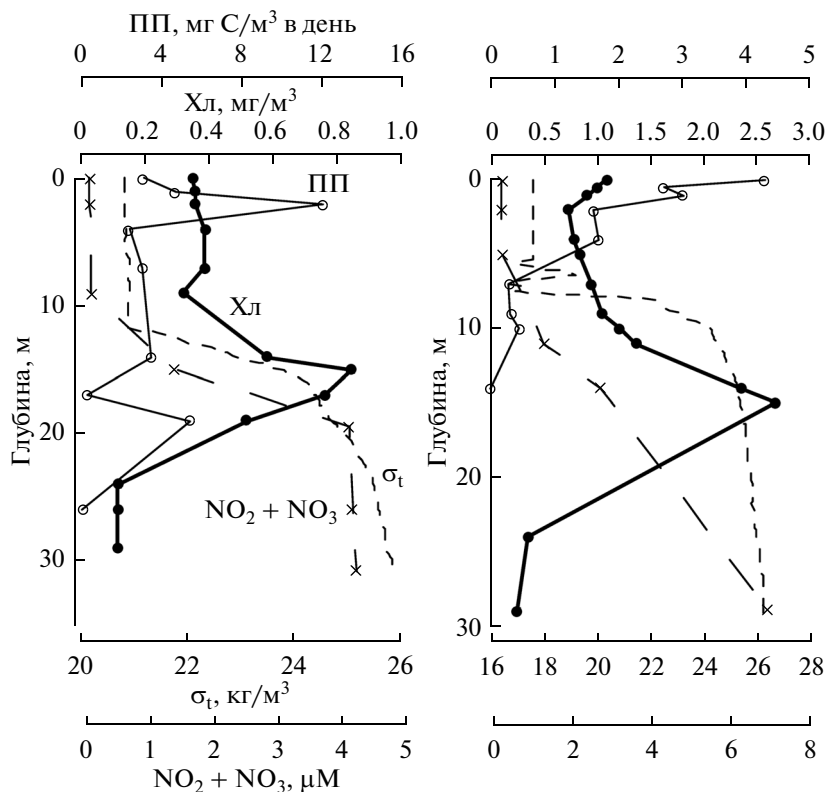 ПП, мг С/м³ в день
0 4 8 12 16
0 1 2 3 4 5
Хл, мг/м³
0 0.2 0.4 0.6 0.8 1.0
0 0.5 1.0 1.5 2.0 2.5 3.0
0
10
20
30
Глубина, м
ПП
Хл
σt
NO₂ + NO₃
0
10
20
30
Глубина, м
20 22 24 26
16 18 20 22 24 26 28
σt, кг/м³
0 1 2 3 4 5
0 2 4 6 8
NO₂ + NO₃, μM